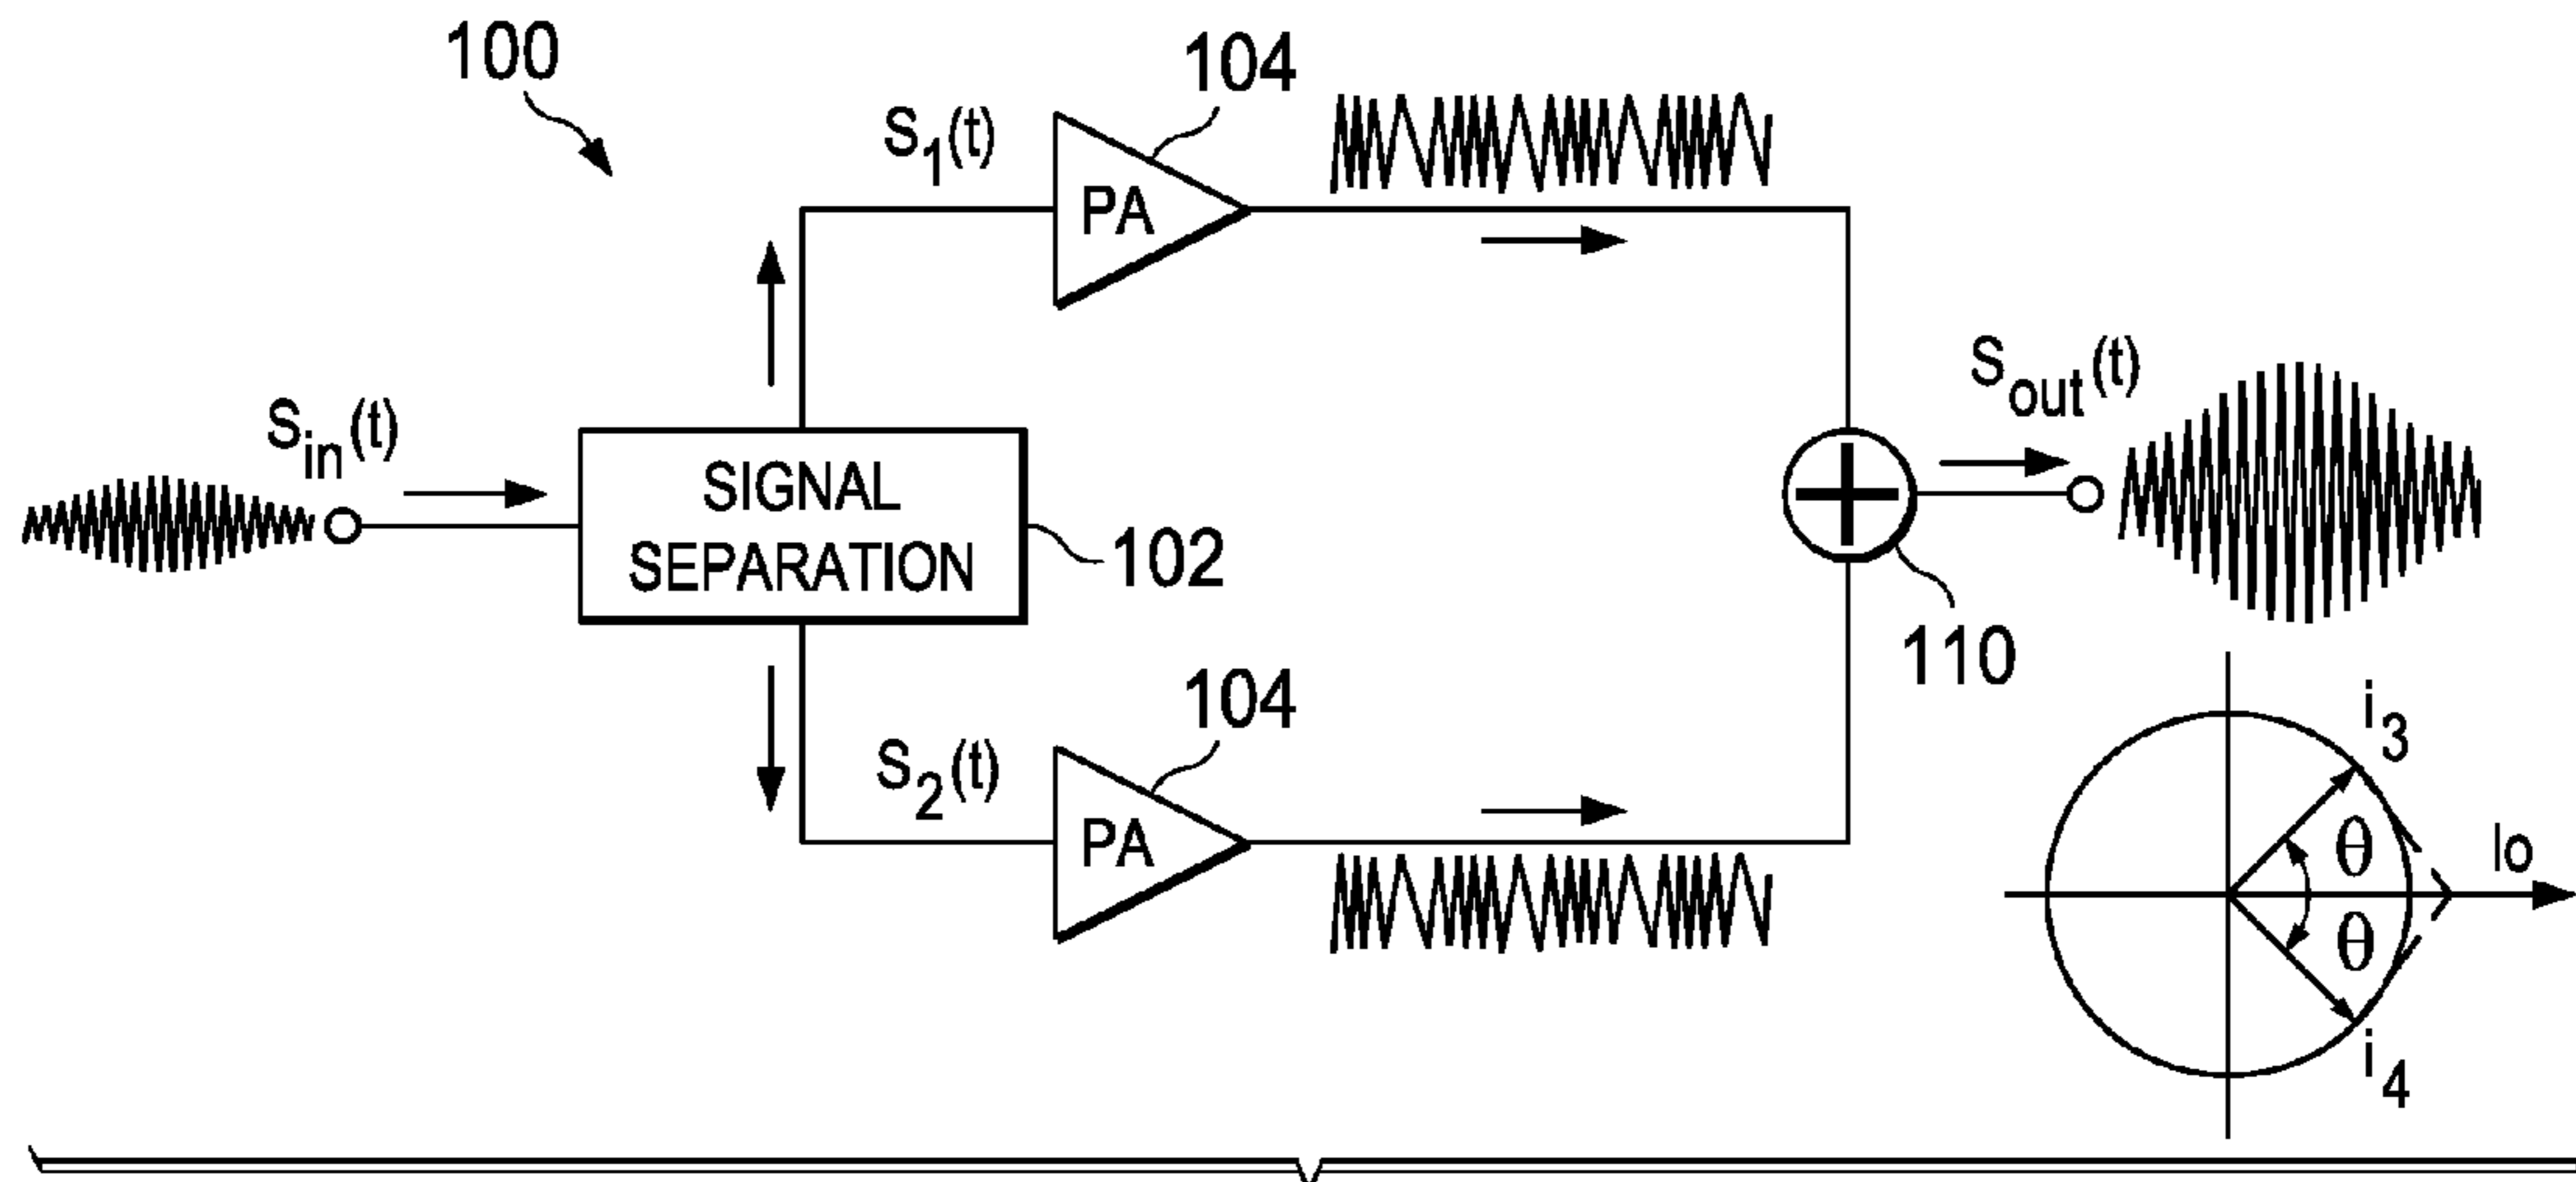 100
104
S1(t)
PA
Sin(t)
SIGNAL
SEPARATION
102
Sout(t)
110
104
S2(t)
PA
i3
θ
Io
θ
i4